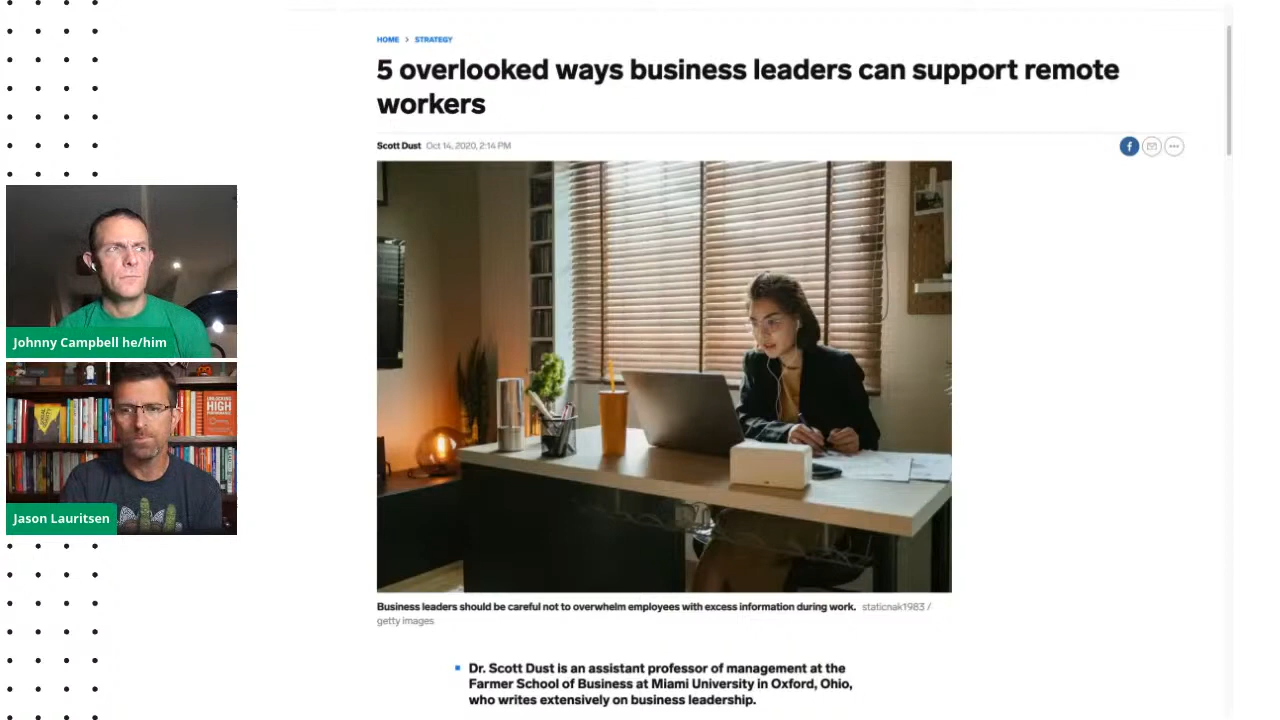 HOME > STRATEGY
5 overlooked ways business leaders can support remote
workers
Scott Dust Oct 14, 2020, 2:14 PM
f
Johnny Campbell he/him
UNLOCKING
HIGH
PERFORMANCE
Jason Lauritsen
Business leaders should be careful not to overwhelm employees with excess information during work. staticnak1983 /
getty images
Dr. Scott Dust is an assistant professor of management at the
Farmer School of Business at Miami University in Oxford, Ohio,
who writes extensively on business leadership.